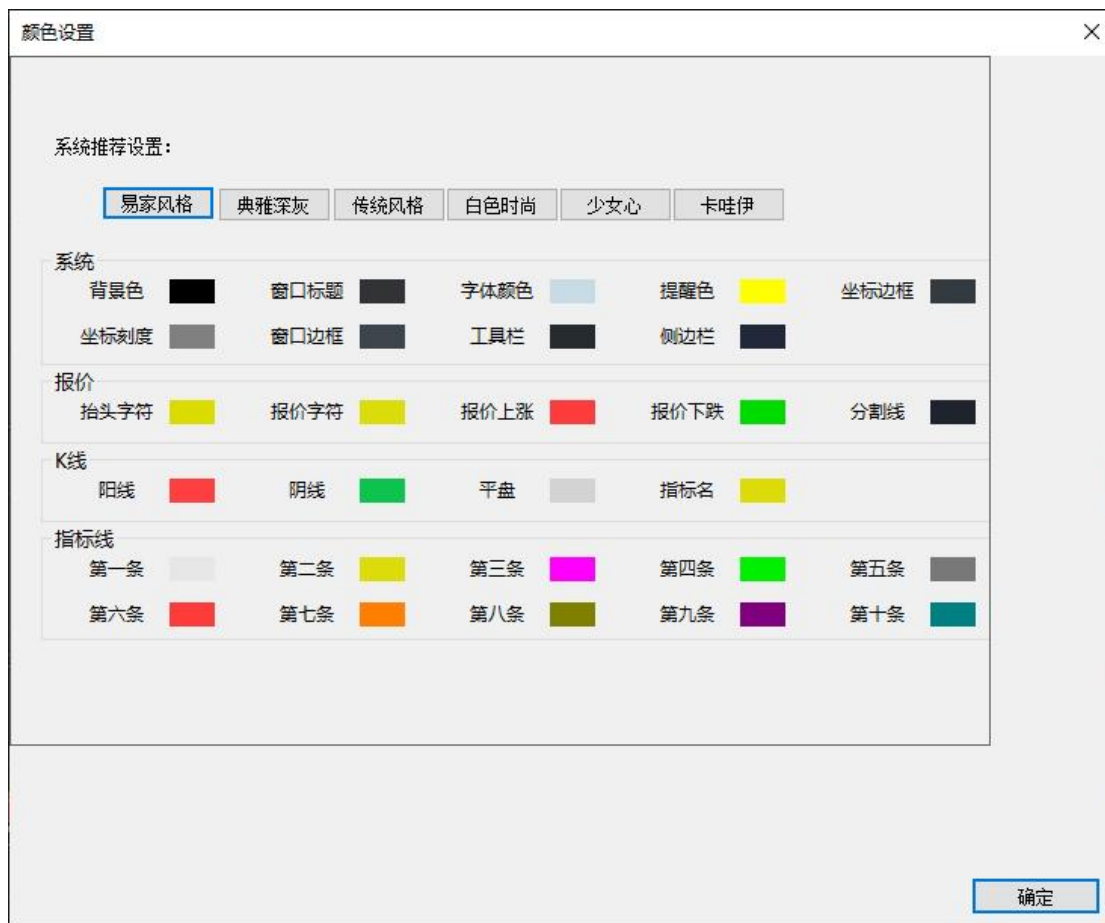 颜色设置
系统推荐设置：
易家风格 典雅深灰 传统风格 白色时尚 少女心 卡哇伊
系统
背景色 窗口标题 字体颜色 提醒色 坐标边框
坐标刻度 窗口边框 工具栏 侧边栏
报价
抬头字符 报价字符 报价上涨 报价下跌 分割线
K线
阳线 阴线 平盘 指标名
指标线
第一条 第二条 第三条 第四条 第五条
第六条 第七条 第八条 第九条 第十条
确定